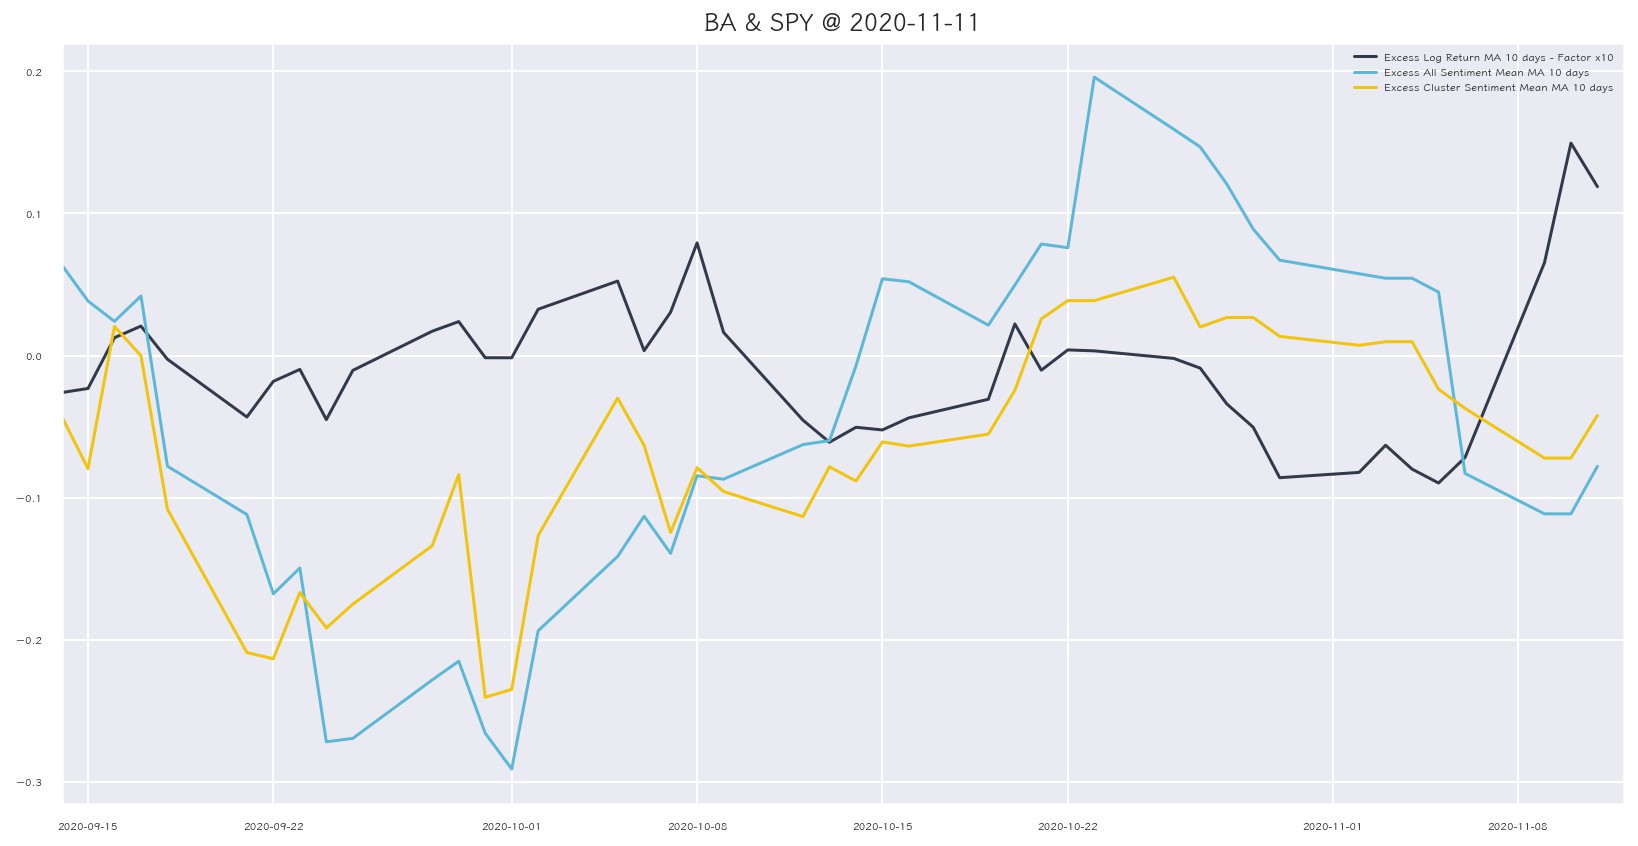 BA & SPY @ 2020-11-11
Excess Log Return MA 10 days - Factor x10
Excess All Sentiment Mean MA 10 days
Excess Cluster Sentiment Mean MA 10 days
0.2
0.1
0.0
−0.1
−0.2
−0.3
2020-09-15 2020-09-22 2020-10-01 2020-10-08 2020-10-15 2020-10-22 2020-11-01 2020-11-08